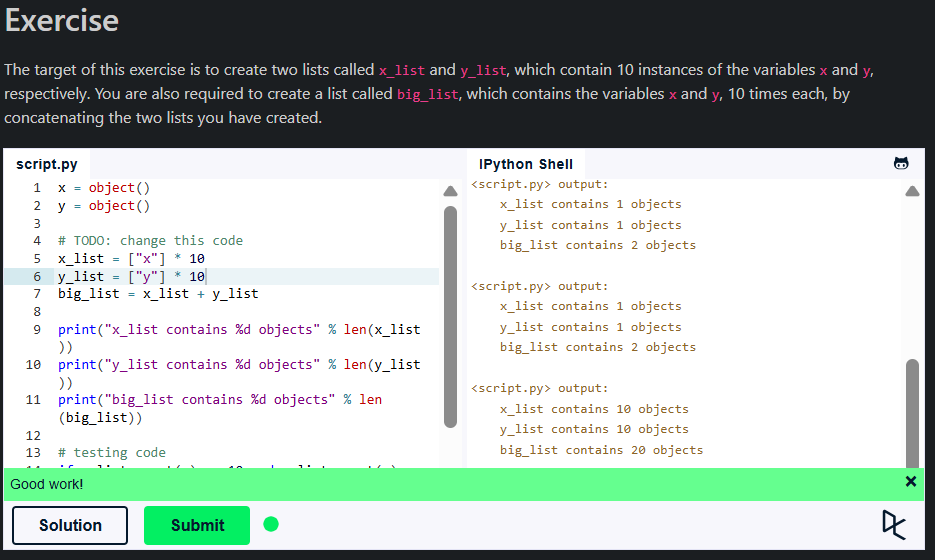 Exercise
The target of this exercise is to create two lists called x_list and y_list, which contain 10 instances of the variables x and y,
respectively. You are also required to create a list called big_list, which contains the variables x and y, 10 times each, by
concatenating the two lists you have created.
script.py
1 x = object()
2 y = object()
3
4 # TODO: change this code
5 x_list = ["x"] * 10
6 y_list = ["y"] * 10
7 big_list = x_list + y_list
8
9 print("x_list contains %d objects" % len(x_list
))
10 print("y_list contains %d objects" % len(y_list
))
11 print("big_list contains %d objects" % len
(big_list))
12
13 # testing code
IPython Shell
<script.py> output:
x_list contains 1 objects
y_list contains 1 objects
big_list contains 2 objects
<script.py> output:
x_list contains 1 objects
y_list contains 1 objects
big_list contains 2 objects
<script.py> output:
x_list contains 10 objects
y_list contains 10 objects
big_list contains 20 objects
Good work!
Solution
Submit